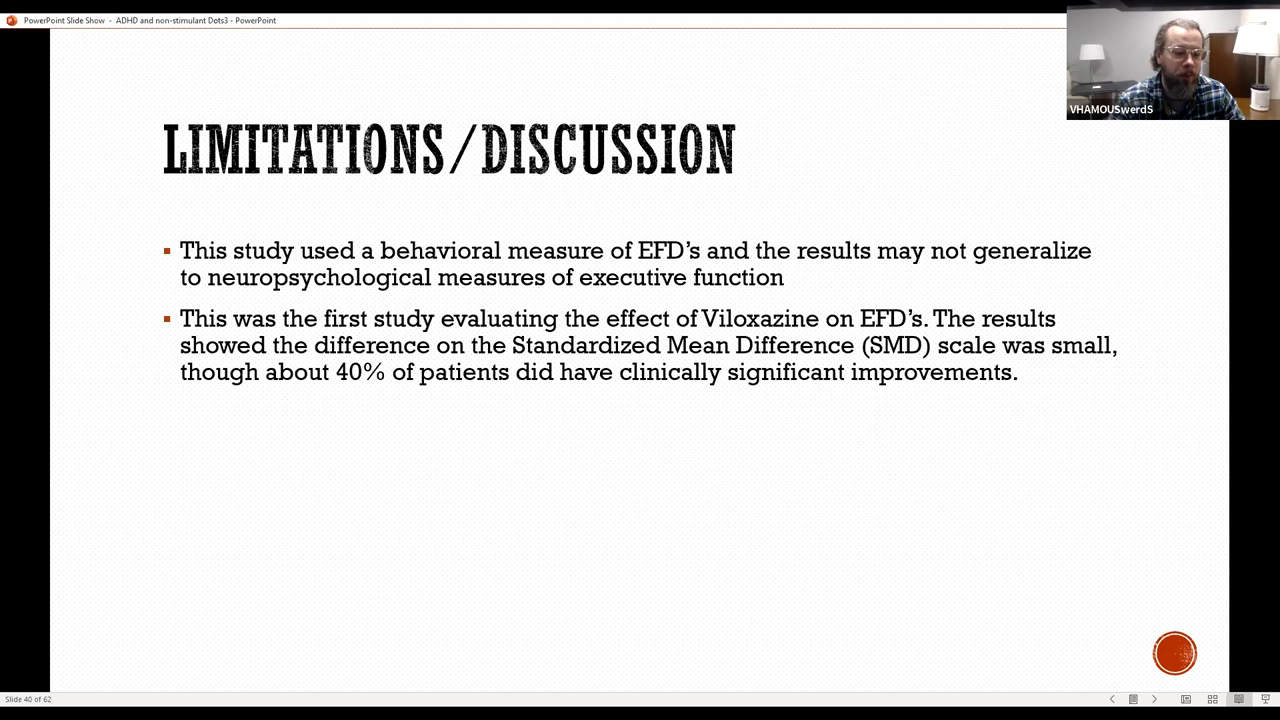 PowerPoint Slide Show - ADHD and non-stimulant Dots3 - PowerPoint
VHAMOUSwerdS
LIMITATIONS/DISCUSSION
▪ This study used a behavioral measure of EFD’s and the results may not generalize
to neuropsychological measures of executive function
▪ This was the first study evaluating the effect of Viloxazine on EFD’s. The results
showed the difference on the Standardized Mean Difference (SMD) scale was small,
though about 40% of patients did have clinically significant improvements.
Slide 40 of 62